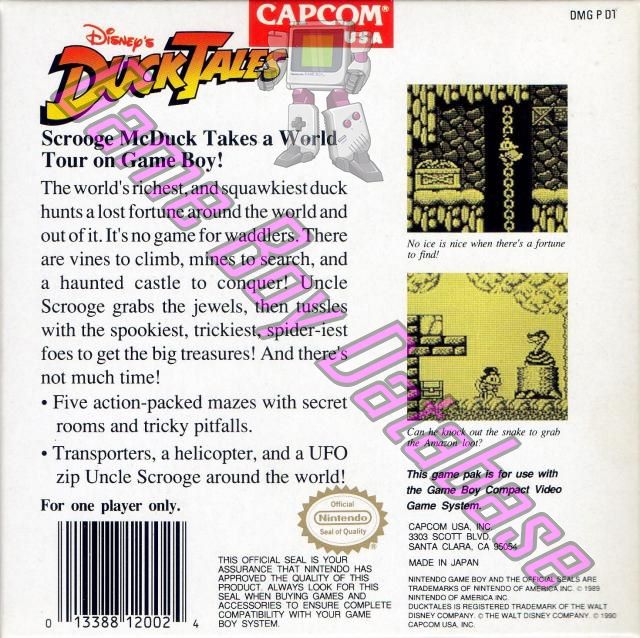 CAPCOM®
USA
DMG P DT
Disney's
DUCKTALES
Scrooge McDuck Takes a World
Tour on Game Boy!
The world's richest, and squawkiest duck
hunts a lost fortune around the world and
out of it. It's no game for waddlers. There
are vines to climb, mines to search, and
a haunted castle to conquer! Uncle
Scrooge grabs the jewels, then tussles
with the spookiest, trickiest, spider-iest
foes to get the big treasures! And there's
not much time!
• Five action-packed mazes with secret
rooms and tricky pitfalls.
• Transporters, a helicopter, and a UFO
zip Uncle Scrooge around the world!
For one player only.
0 13388 12002 4
Official
Nintendo
Seal of Quality
THIS OFFICIAL SEAL IS YOUR
ASSURANCE THAT NINTENDO HAS
APPROVED THE QUALITY OF THIS
PRODUCT. ALWAYS LOOK FOR THIS
SEAL WHEN BUYING GAMES AND
ACCESSORIES TO ENSURE COMPLETE
COMPATIBILITY WITH YOUR GAME
BOY SYSTEM.
No ice is nice when there's a fortune
to find!
Can he knock out the snake to grab
the Amazon loot?
This game pak is for use with
the Game Boy Compact Video
Game System.
CAPCOM USA, INC.
3303 SCOTT BLVD.
SANTA CLARA, CA 95054
MADE IN JAPAN
NINTENDO GAME BOY AND THE OFFICIAL SEALS ARE
TRADEMARKS OF NINTENDO OF AMERICA INC. © 1989
NINTENDO OF AMERICA INC.
DUCKTALES IS REGISTERED TRADEMARK OF THE WALT
DISNEY COMPANY. © THE WALT DISNEY COMPANY. © 1990
CAPCOM USA, INC.
Game Boy Database